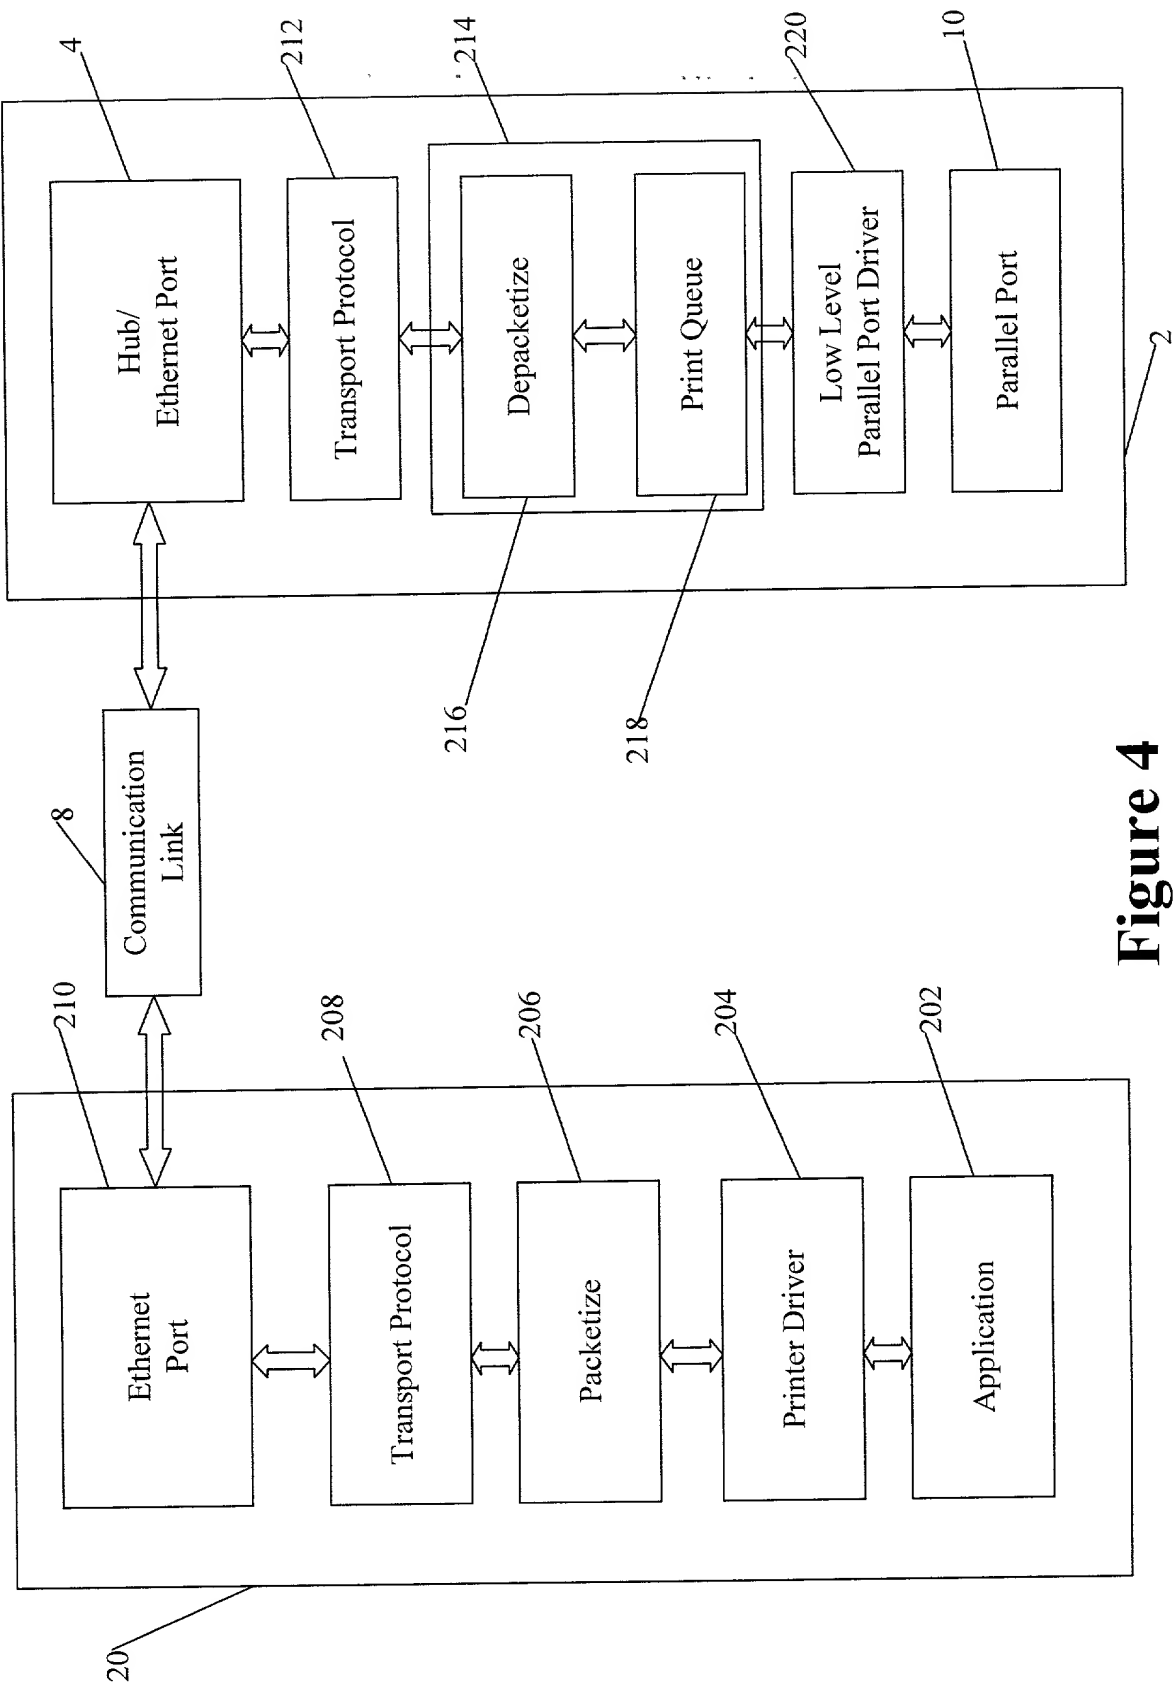 20
210
Ethernet
Port
208
Transport Protocol
206
Packetize
204
Printer Driver
202
Application
8
Communication
Link
4
Hub/
Ethernet Port
212
Transport Protocol
214
216
Depacketize
218
Print Queue
220
Low Level
Parallel Port Driver
10
Parallel Port
2
Figure 4